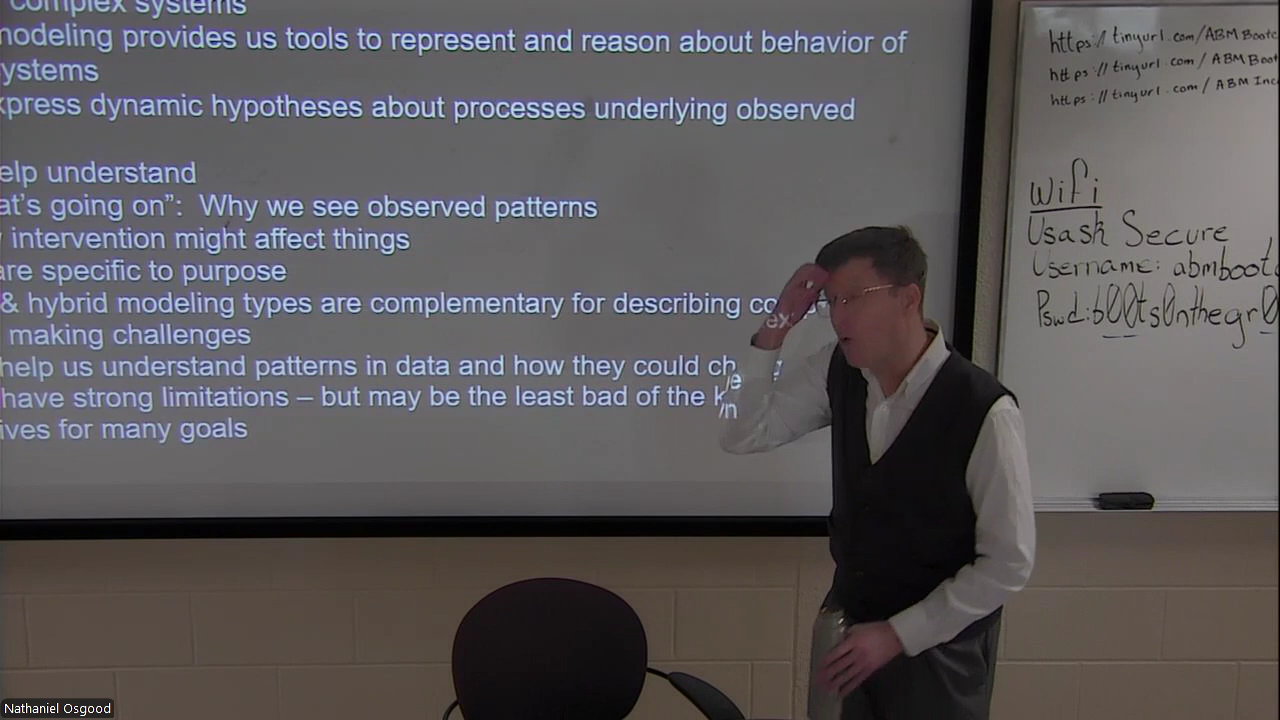 complex systems
modeling provides us tools to represent and reason about behavior of
systems
xpress dynamic hypotheses about processes underlying observed
elp understand
at's going on”: Why we see observed patterns
intervention might affect things
are specific to purpose
& hybrid modeling types are complementary for describing co
ex
making challenges
help us understand patterns in data and how they could ch
have strong limitations – but may be the least bad of the k
ives for many goals
https://tinyurl.com/ABMBootc
https://tinyurl.com/ABMBoot
https://tinyurl.com/ABMInc
wifi
Usask Secure
Username: abmbootc
Pswd:b00ts0nthegr0
Nathaniel Osgood